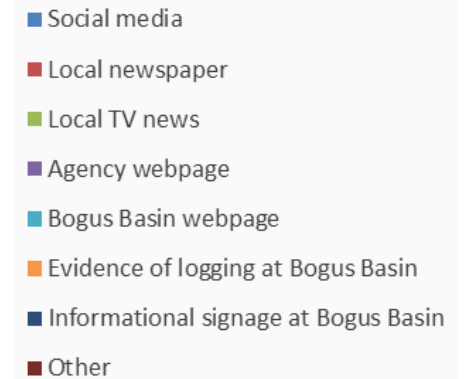 Social media
Local newspaper
Local TV news
Agency webpage
Bogus Basin webpage
Evidence of logging at Bogus Basin
Informational signage at Bogus Basin
Other